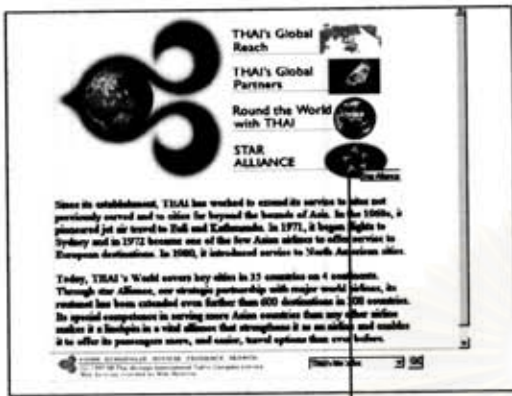 THAI's Global
Reach
THAI's Global
Partners
Round the World
with THAI
STAR
ALLIANCE
Star Alliance
Since its establishment, THAI has worked to extend its service to cities not
previously served and to cities far beyond the bounds of Asia. In the 1960s, it
pioneered jet air travel to Bali and Kathmandu. In 1971, it began flights to
Sydney and in 1972 became one of the few Asian airlines to offer service to
European destinations. In 1980, it introduced service to North American cities.
Today, THAI 's World covers key cities in 35 countries on 4 continents.
Through star Alliance, our strategic partnership with major world airlines, its
routenet has been extended even further than 600 destinations in 108 countries.
Its special competence in serving more Asian countries than any other airline
makes it a linchpin in a vital alliance that strengthens it as an airline and enables
it to offer its passengers more, and easier, travel options than ever before.